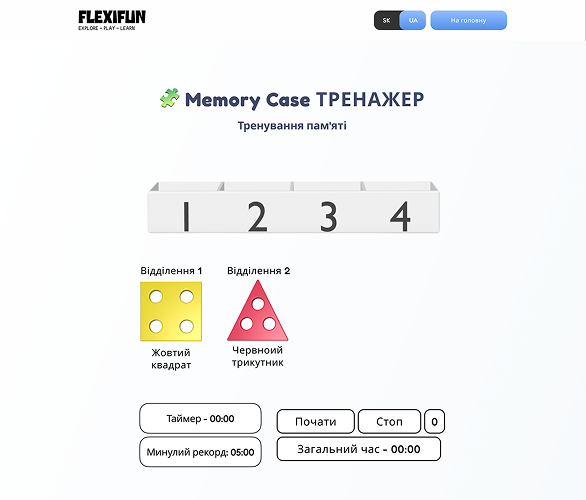 FLEXIFUN
EXPLORE – PLAY – LEARN
SK UA На головну
Memory Case ТРЕНАЖЕР
Тренування пам'яті
1 2 3 4
Відділення 1 Відділення 2
Жовтий
квадрат
Червоний
трикутник
Таймер – 00:00
Почати Стоп 0
Минулий рекорд: 05:00
Загальний час – 00:00